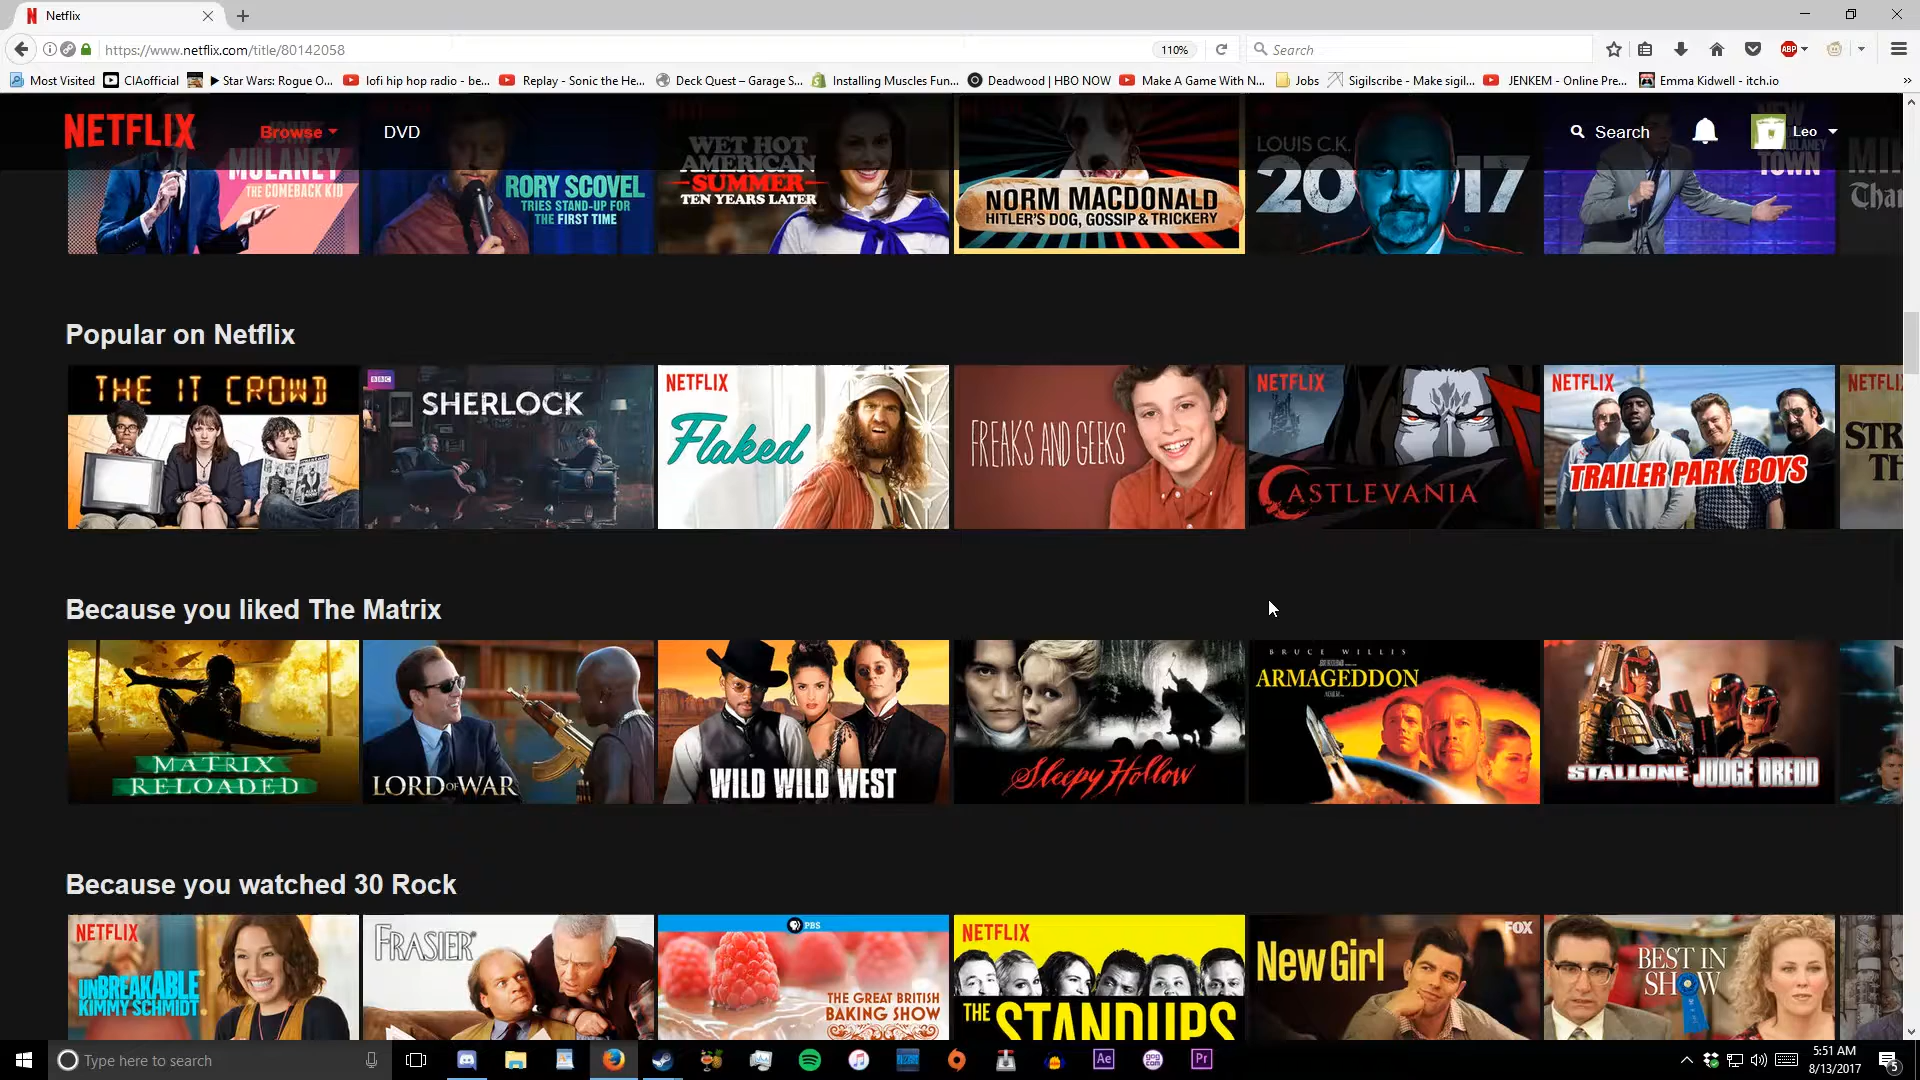 Netflix
https://www.netflix.com/title/80142058
110%
Search
Most Visited
CIAofficial
Star Wars: Rogue O...
lofi hip hop radio - be...
Replay - Sonic the He...
Deck Quest – Garage S...
Installing Muscles Fun...
Deadwood | HBO NOW
Make A Game With N...
Jobs
Sigilscribe - Make sigil...
JENKEM - Online Pre...
Emma Kidwell - itch.io
NETFLIX
Browse
DVD
Search
Leo
MULANEY
THE COMEBACK KID
RORY SCOVEL
TRIES STAND-UP FOR
THE FIRST TIME
WET HOT
AMERICAN
SUMMER
TEN YEARS LATER
NORM MACDONALD
HITLER'S DOG, GOSSIP & TRICKERY
LOUIS C.K.
2017
NEW
TOWN
Popular on Netflix
THE IT CROWD
BBC
SHERLOCK
NETFLIX
Flaked
FREAKS AND GEEKS
NETFLIX
CASTLEVANIA
NETFLIX
TRAILER PARK BOYS
Because you liked The Matrix
MATRIX
RELOADED
LORD OF WAR
WILD WILD WEST
Sleepy Hollow
BRUCE WILLIS
ARMAGEDDON
STALLONE JUDGE DREDD
Because you watched 30 Rock
NETFLIX
UNBREAKABLE
KIMMY SCHMIDT
FRASIER
PBS
THE GREAT BRITISH
BAKING SHOW
NETFLIX
THE STANDUPS
New Girl
FOX
BEST IN
SHOW
Type here to search
Ae
Pr
5:51 AM
8/13/2017
5